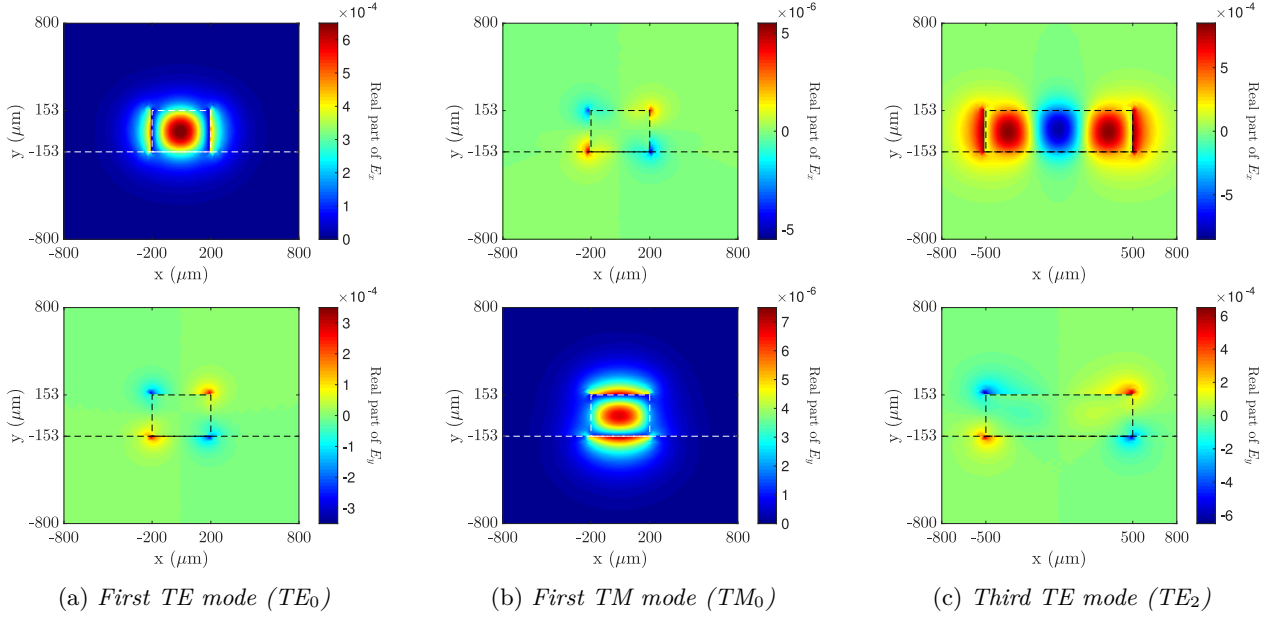 ×10⁻⁴
800
153
-153
-800
y (μm)
-800 -200 200 800
x (μm)
6
5
4
3
2
1
0
Real part of Eₓ
×10⁻⁶
800
153
-153
-800
y (μm)
-800 -200 200 800
x (μm)
5
0
-5
Real part of Eₓ
×10⁻⁴
800
153
-153
-800
y (μm)
-800 -500 500 800
x (μm)
5
0
-5
Real part of Eₓ
×10⁻⁴
800
153
-153
-800
y (μm)
-800 -200 200 800
x (μm)
3
2
1
0
-1
-2
-3
Real part of E_y
×10⁻⁶
800
153
-153
-800
y (μm)
-800 -200 200 800
x (μm)
7
6
5
4
3
2
1
0
Real part of E_y
×10⁻⁴
800
153
-153
-800
y (μm)
-800 -500 500 800
x (μm)
6
4
2
0
-2
-4
-6
Real part of E_y
(a) First TE mode (TE₀)
(b) First TM mode (TM₀)
(c) Third TE mode (TE₂)